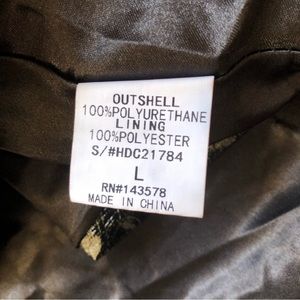 OUTSHELL
100%POLYURETHANE
LINING
100%POLYESTER
S/#HDC21784
L
RN#143578
MADE IN CHINA